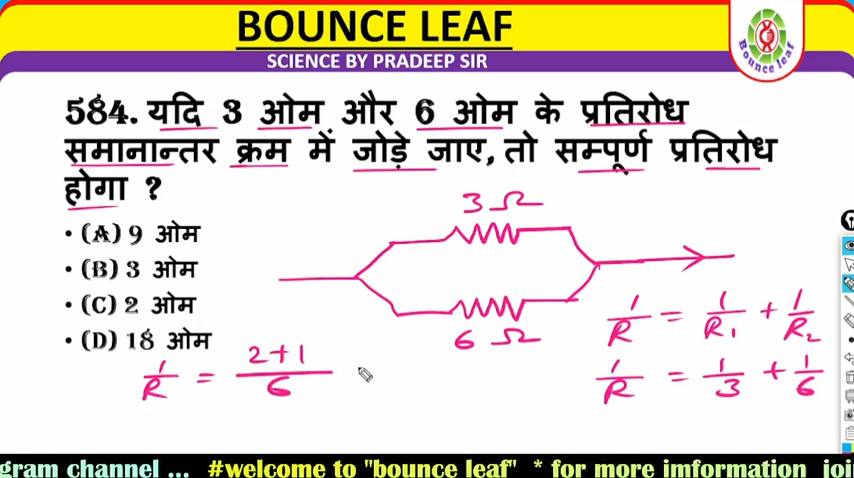 BOUNCE LEAF
SCIENCE BY PRADEEP SIR
Bounce leaf
584. यदि 3 ओम और 6 ओम के प्रतिरोध
समानान्तर क्रम में जोड़े जाए, तो सम्पूर्ण प्रतिरोध
होगा ?
• (A) 9 ओम
• (B) 3 ओम
• (C) 2 ओम
• (D) 18 ओम
3 Ω
6 Ω
1/R = 1/R₁ + 1/R₂
1/R = 1/3 + 1/6
1/R = 2+1/6
gram channel ... #welcome to "bounce leaf" * for more imformation joi